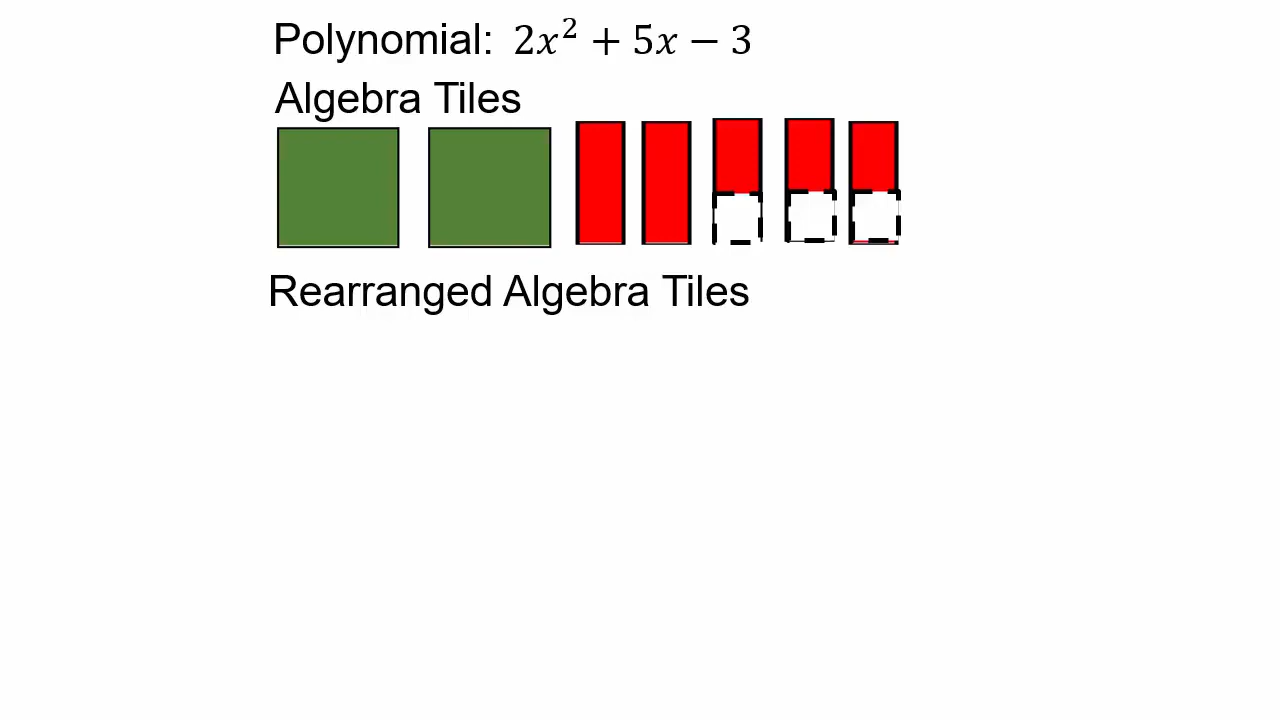 Polynomial: 2x² + 5x − 3
Algebra Tiles
Rearranged Algebra Tiles